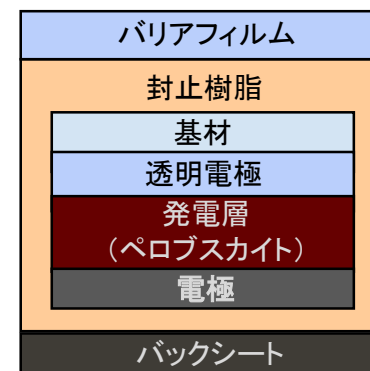 バリアフィルム
封止樹脂
基材
透明電極
発電層
（ペロブスカイト）
電極
バックシート